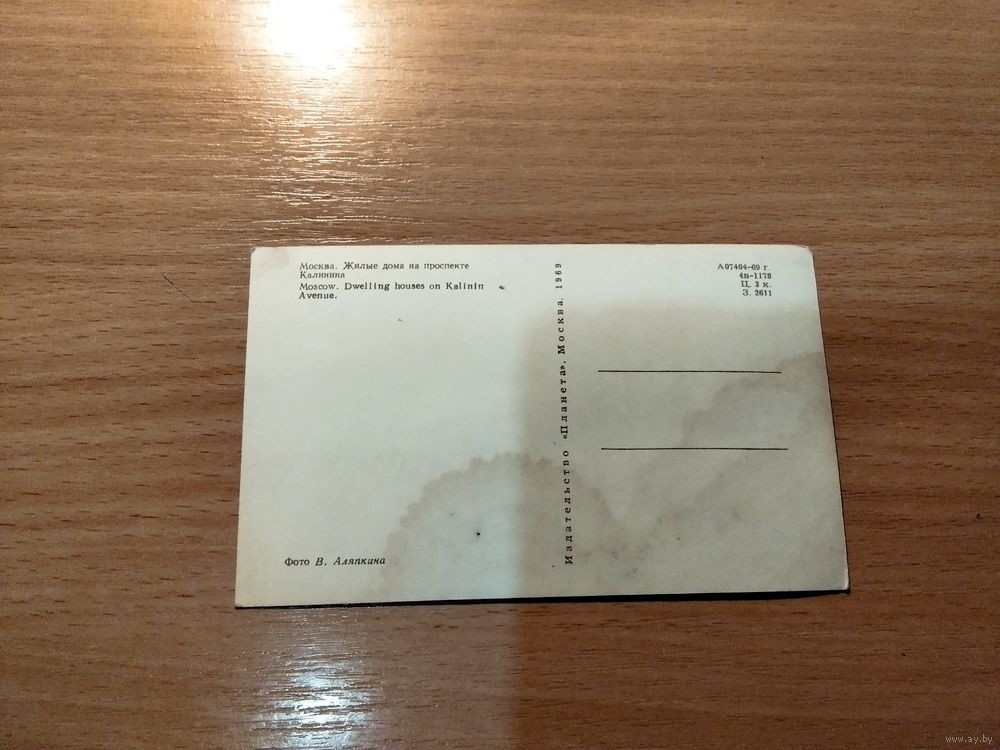 Москва. Жилые дома на проспекте
Калинина
Moscow. Dwelling houses on Kalinin
Avenue.
Фото В. Аляпкина
Издательство «Планета». Москва. 1969
А07404-69 г.
4в-1178
Ц. 3 к.
З. 2611
www.ay.by